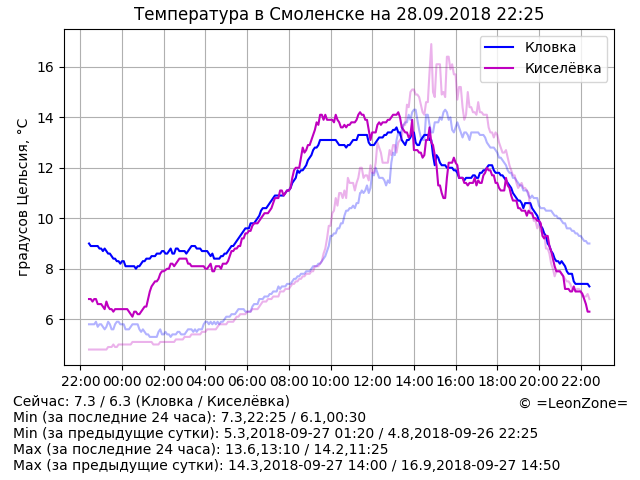 Температура в Смоленске на 28.09.2018 22:25
Кловка
Киселёвка
градусов Цельсия, °C
16
14
12
10
8
6
22:00 00:00 02:00 04:00 06:00 08:00 10:00 12:00 14:00 16:00 18:00 20:00 22:00
Сейчас: 7.3 / 6.3 (Кловка / Киселёвка)
© =LeonZone=
Min (за последние 24 часа): 7.3,22:25 / 6.1,00:30
Min (за предыдущие сутки): 5.3,2018-09-27 01:20 / 4.8,2018-09-26 22:25
Max (за последние 24 часа): 13.6,13:10 / 14.2,11:25
Max (за предыдущие сутки): 14.3,2018-09-27 14:00 / 16.9,2018-09-27 14:50